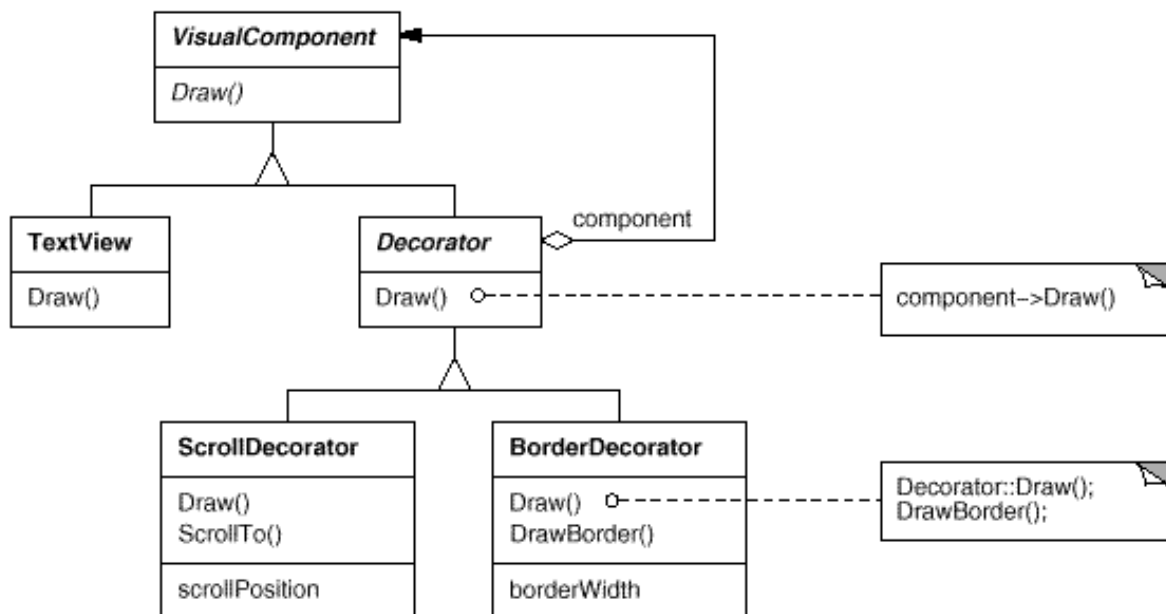 VisualComponent
Draw()
component
TextView
Draw()
Decorator
Draw()
component->Draw()
ScrollDecorator
Draw()
ScrollTo()
scrollPosition
BorderDecorator
Draw()
DrawBorder()
borderWidth
Decorator::Draw();
DrawBorder();